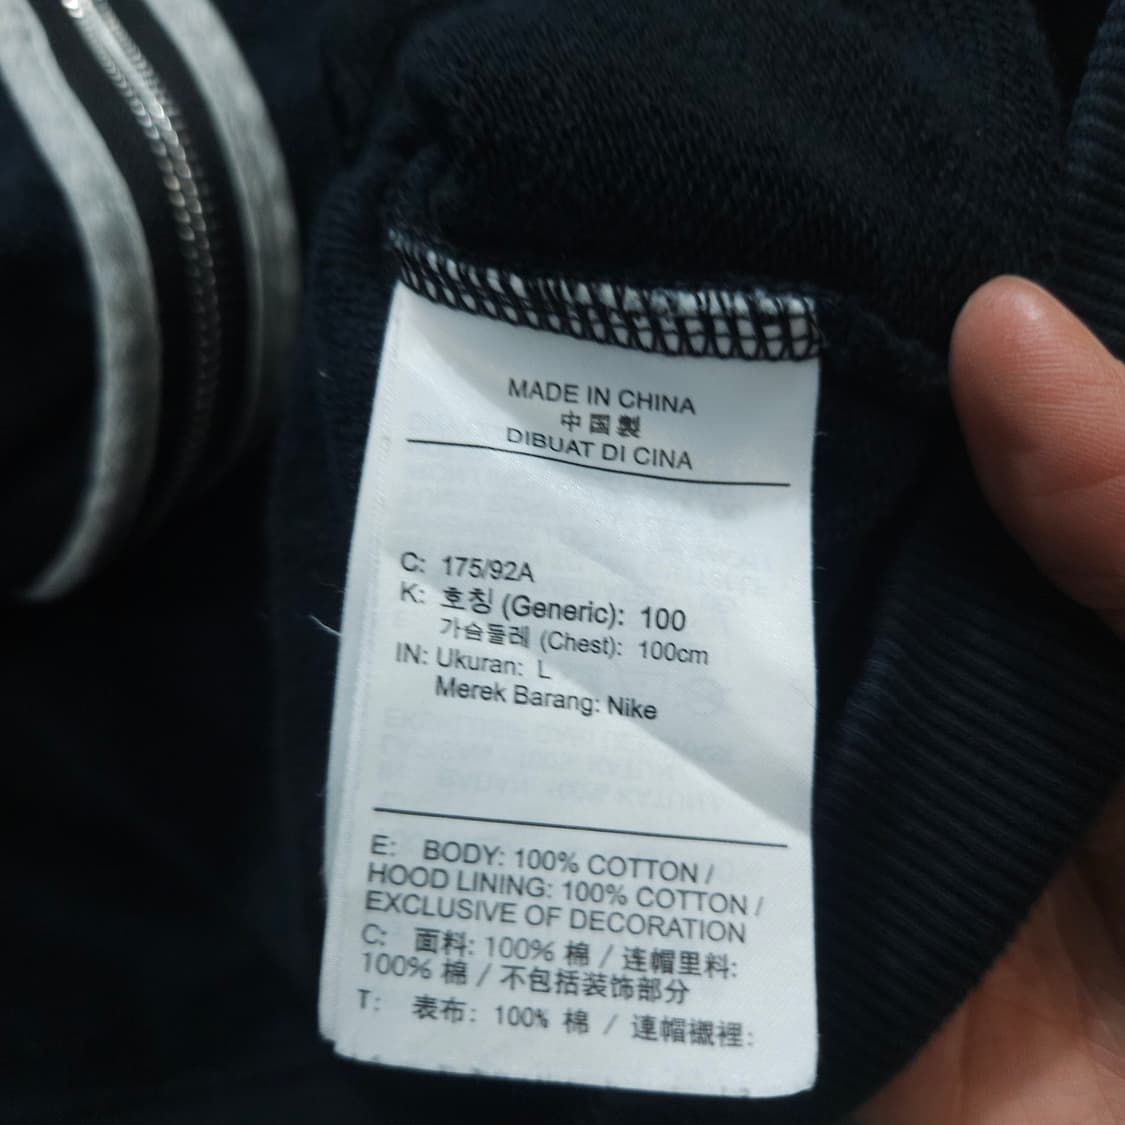 MADE IN CHINA
中国製
DIBUAT DI CINA
C: 175/92A
K: 호칭 (Generic): 100
가슴둘레 (Chest): 100cm
IN: Ukuran: L
Merek Barang: Nike
E: BODY: 100% COTTON /
HOOD LINING: 100% COTTON /
EXCLUSIVE OF DECORATION
C: 面料: 100% 棉 / 连帽里料:
100% 棉 / 不包括装饰部分
T: 表布: 100% 棉 / 連帽襯裡: